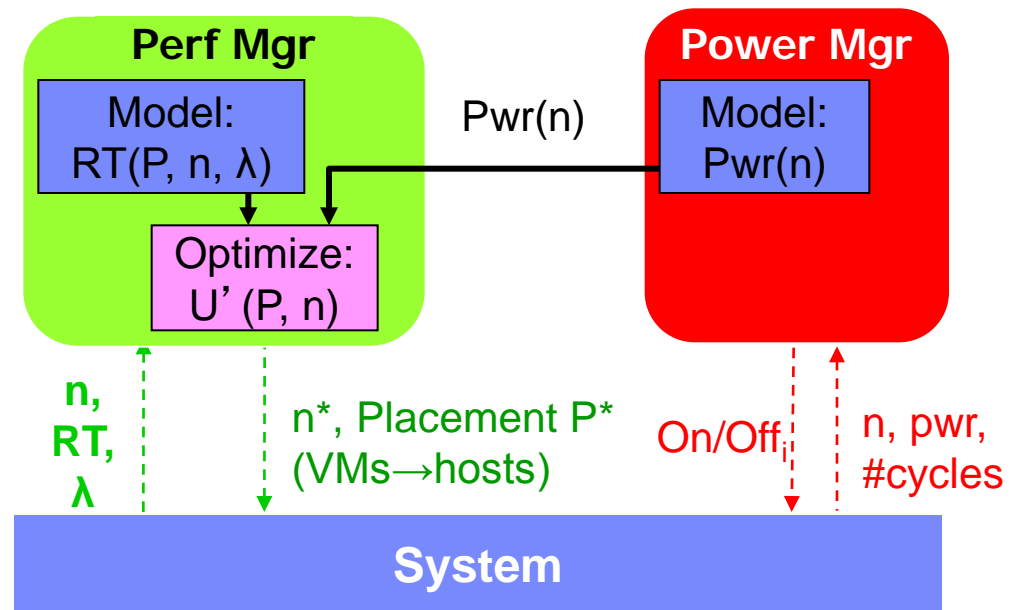 Perf Mgr
Model:
RT(P, n, λ)
Optimize:
U’ (P, n)
Pwr(n)
Power Mgr
Model:
Pwr(n)
n,
RT,
λ
n*, Placement P*
(VMs→hosts)
On/Offᵢ
n, pwr,
#cycles
System